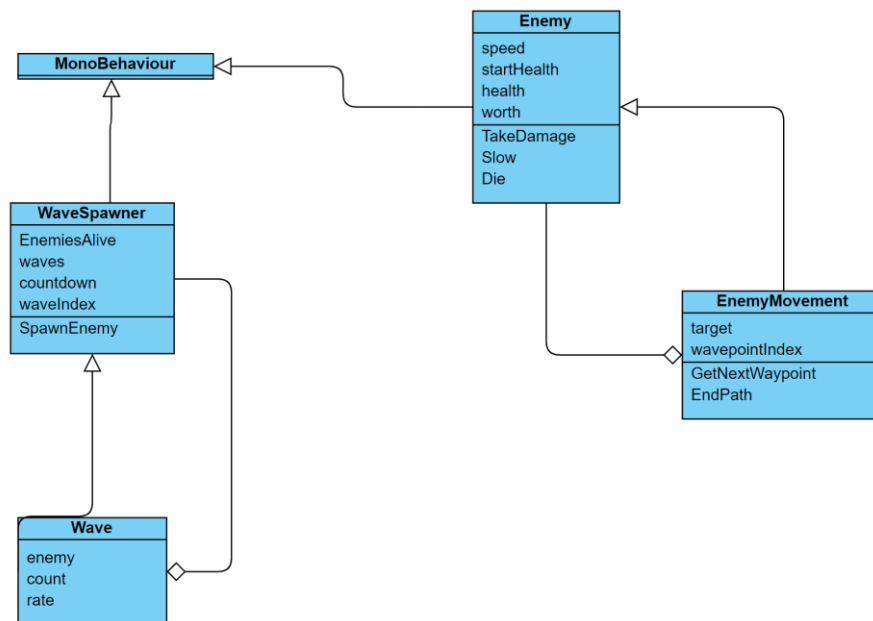 MonoBehaviour
Enemy
speed
startHealth
health
worth
TakeDamage
Slow
Die
WaveSpawner
EnemiesAlive
waves
countdown
waveIndex
SpawnEnemy
EnemyMovement
target
wavepointIndex
GetNextWaypoint
EndPath
Wave
enemy
count
rate